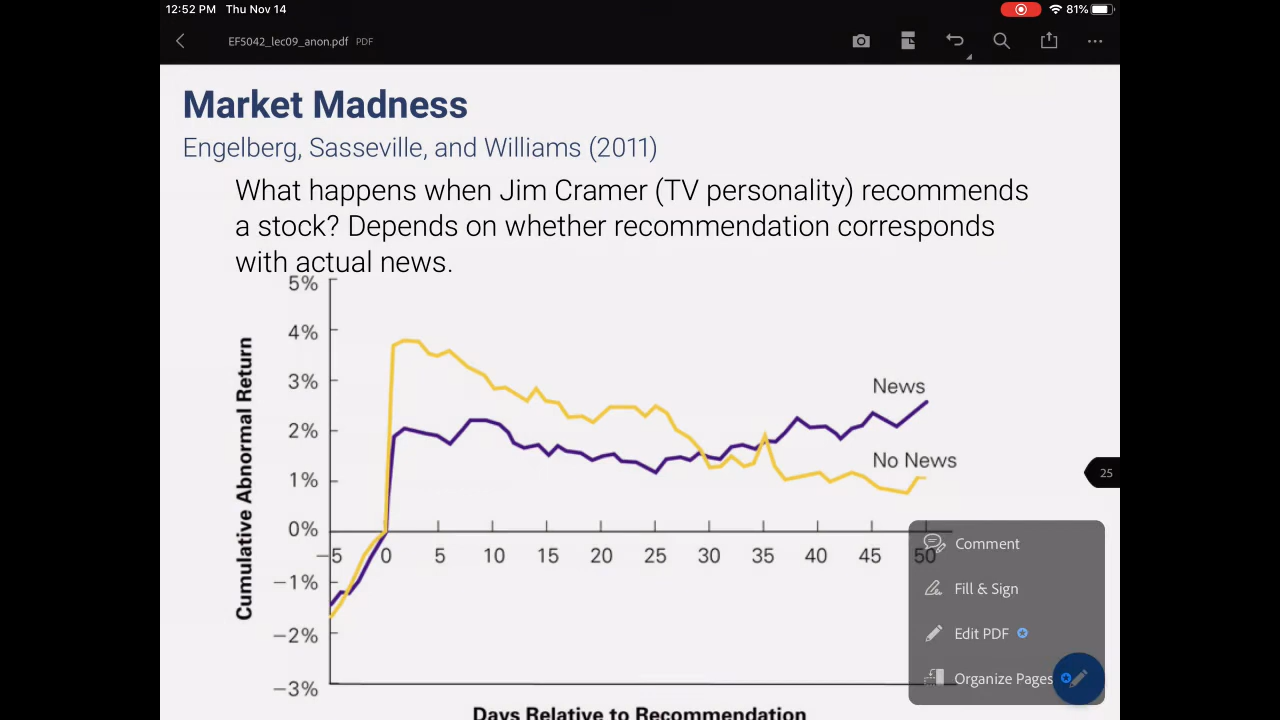 12:52 PM Thu Nov 14
81%
EF5042_lec09_anon.pdf PDF
Market Madness
Engelberg, Sasseville, and Williams (2011)
What happens when Jim Cramer (TV personality) recommends
a stock? Depends on whether recommendation corresponds
with actual news.
5%
4%
3%
2%
1%
0%
−1%
−2%
−3%
Cumulative Abnormal Return
News
No News
25
−5 0 5 10 15 20 25 30 35 40 45 50
Comment
Fill & Sign
Edit PDF
Organize Pages
Days Relative to Recommendation